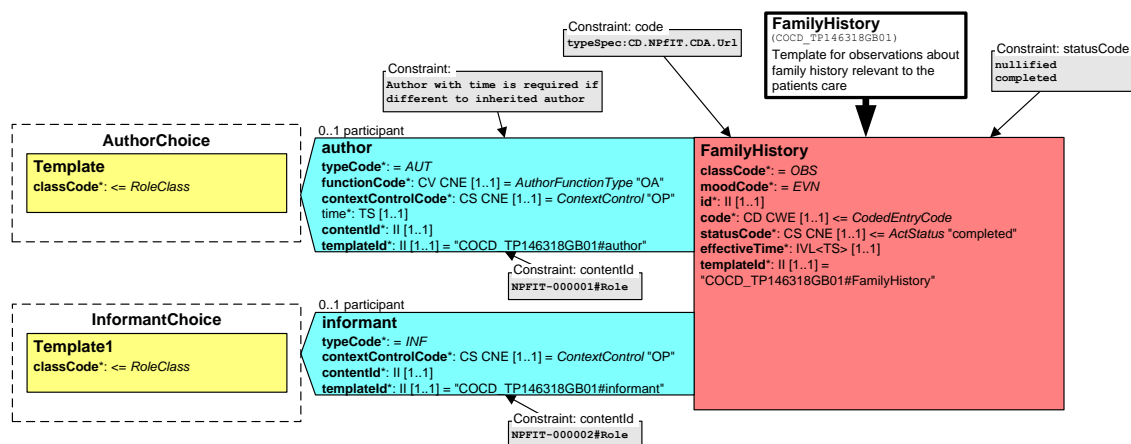 Constraint: code
typeSpec:CD.NPfIT.CDA.Url
FamilyHistory
(COCD_TP146318GB01)
Template for observations about
family history relevant to the
patients care
Constraint: statusCode
nullified
completed
Constraint:
Author with time is required if
different to inherited author
AuthorChoice
Template
classCode*: <= RoleClass
0..1 participant
author
typeCode*: = AUT
functionCode*: CV CNE [1..1] = AuthorFunctionType "OA"
contextControlCode*: CS CNE [1..1] = ContextControl "OP"
time*: TS [1..1]
contentId*: II [1..1]
templateId*: II [1..1] = "COCD_TP146318GB01#author"
Constraint: contentId
NPFIT-000001#Role
FamilyHistory
classCode*: = OBS
moodCode*: = EVN
id*: II [1..1]
code*: CD CWE [1..1] <= CodedEntryCode
statusCode*: CS CNE [1..1] <= ActStatus "completed"
effectiveTime*: IVL<TS> [1..1]
templateId*: II [1..1] =
"COCD_TP146318GB01#FamilyHistory"
InformantChoice
Template1
classCode*: <= RoleClass
0..1 participant
informant
typeCode*: = INF
contextControlCode*: CS CNE [1..1] = ContextControl "OP"
contentId*: II [1..1]
templateId*: II [1..1] = "COCD_TP146318GB01#informant"
Constraint: contentId
NPFIT-000002#Role